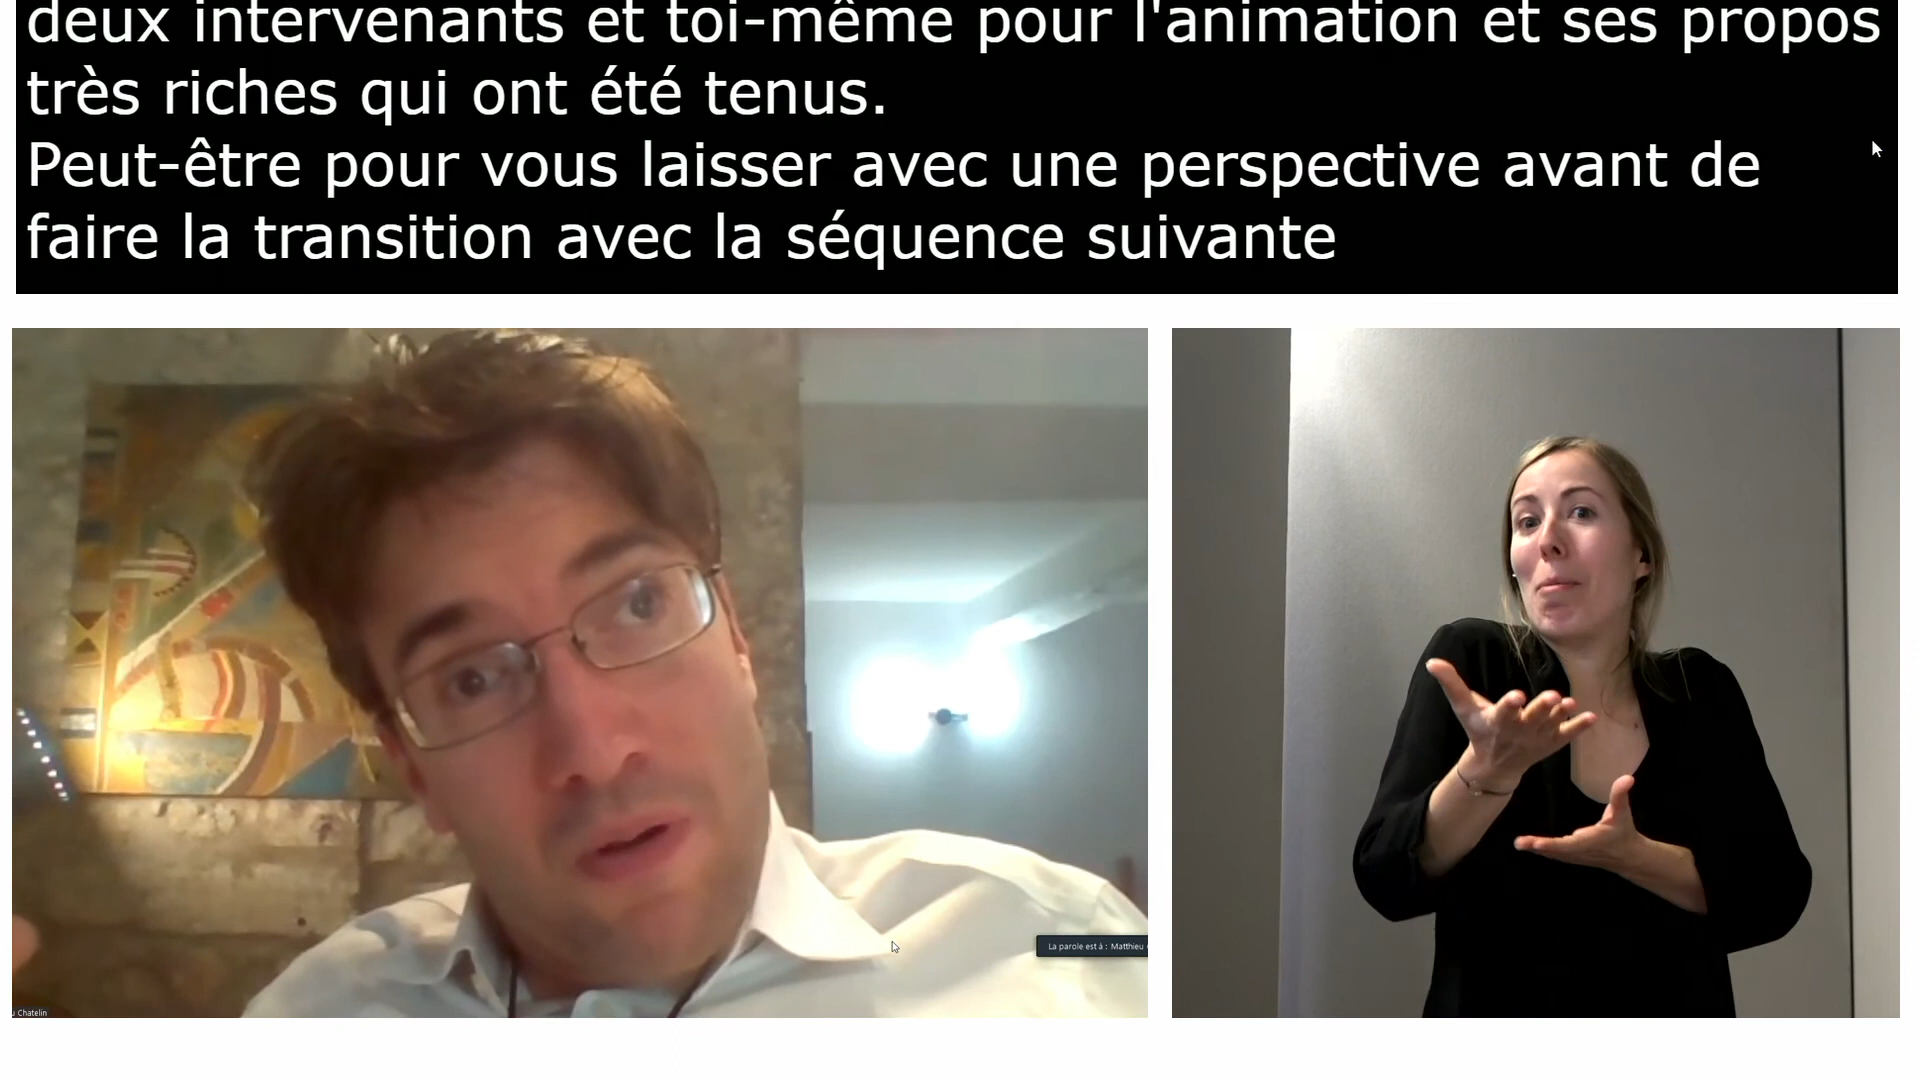 deux intervenants et toi-même pour l'animation et ses propos
très riches qui ont été tenus.
Peut-être pour vous laisser avec une perspective avant de
faire la transition avec la séquence suivante
La parole est à : Matthieu
Chatelin